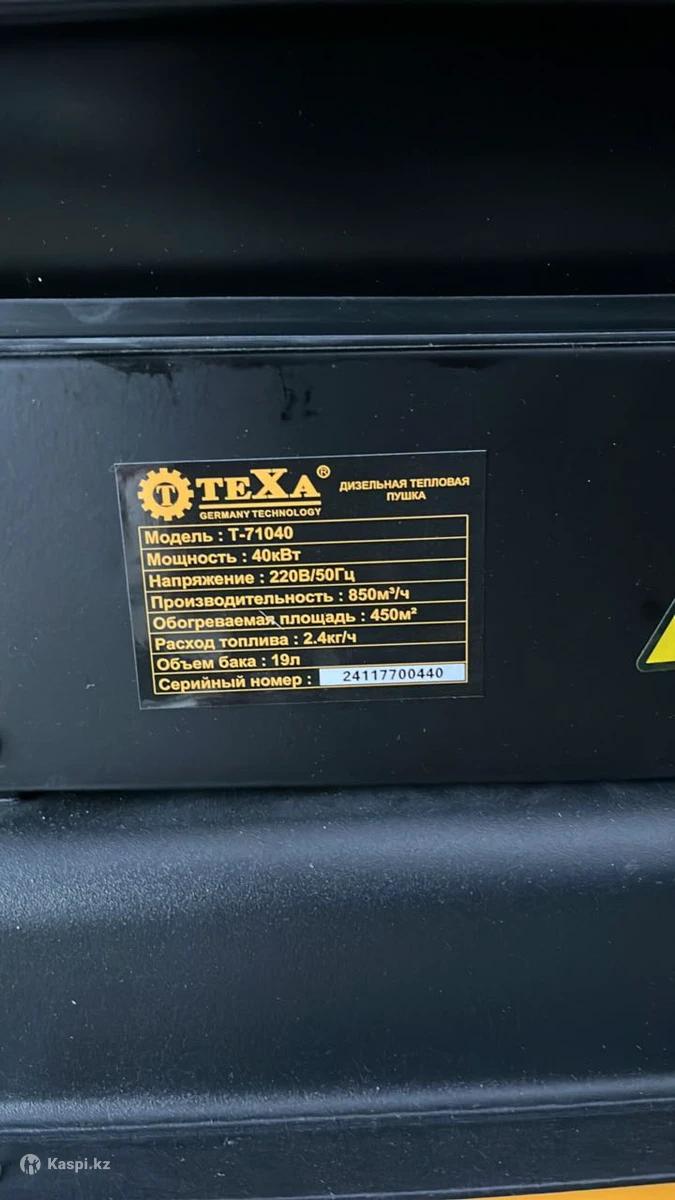 T TEXA ®
GERMANY TECHNOLOGY
ДИЗЕЛЬНАЯ ТЕПЛОВАЯ
ПУШКА
Модель : T-71040
Мощность : 40кВт
Напряжение : 220В/50Гц
Производительность : 850м³/ч
Обогреваемая площадь : 450м²
Расход топлива : 2.4кг/ч
Объем бака : 19л
Серийный номер : 24117700440
Kaspi.kz